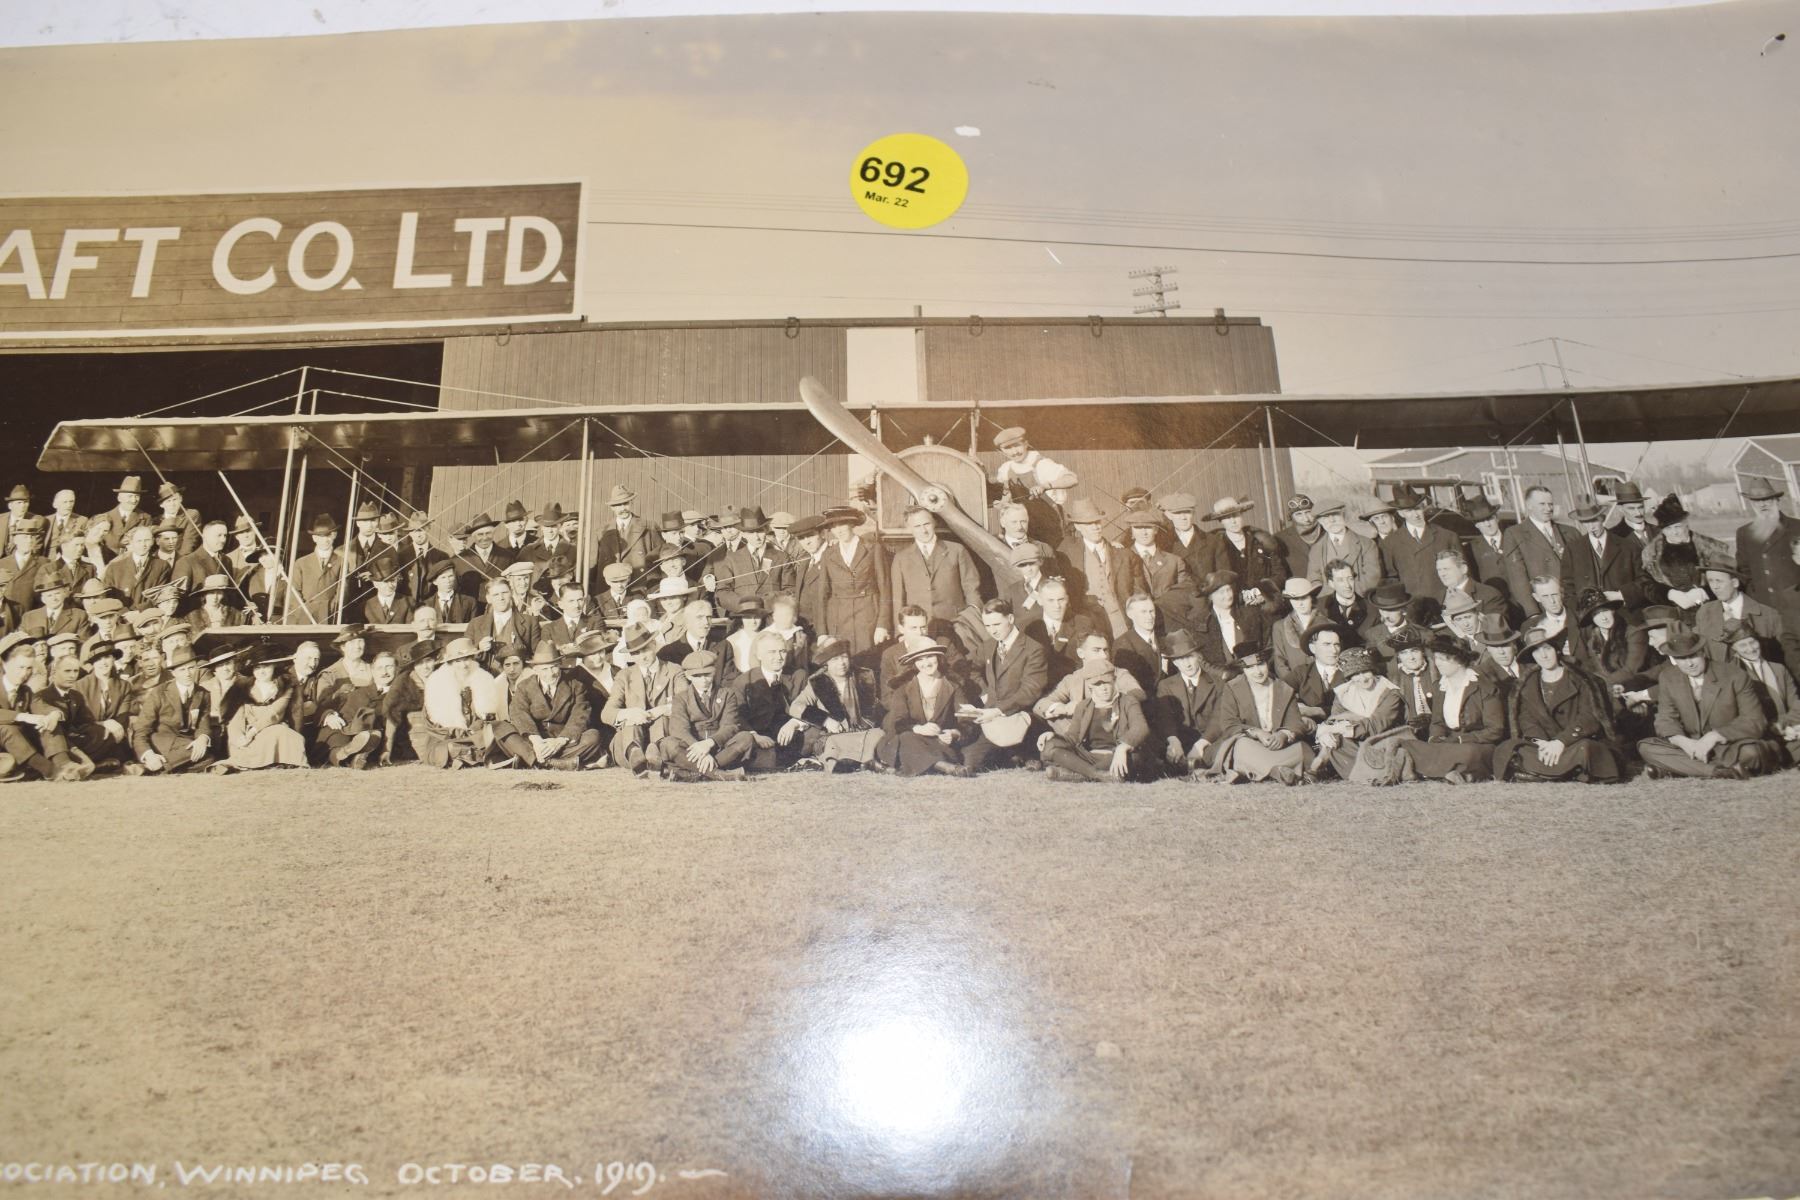 692
Mar. 22
AFT CO. LTD.
OCIATION, WINNIPEG OCTOBER. 1919. ~